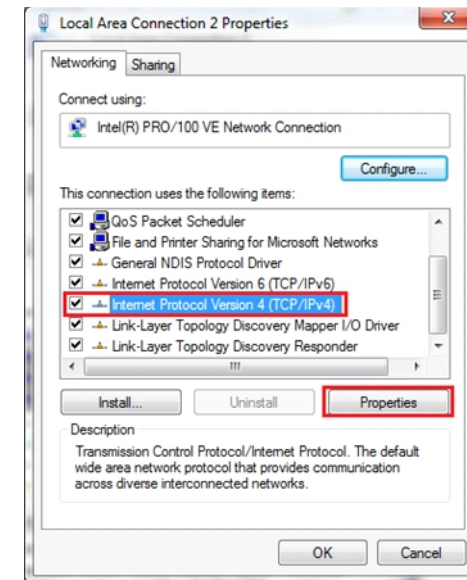 Local Area Connection 2 Properties
Networking
Sharing
Connect using:
Intel(R) PRO/100 VE Network Connection
Configure...
This connection uses the following items:
QoS Packet Scheduler
File and Printer Sharing for Microsoft Networks
General NDIS Protocol Driver
Internet Protocol Version 6 (TCP/IPv6)
Internet Protocol Version 4 (TCP/IPv4)
Link-Layer Topology Discovery Mapper I/O Driver
Link-Layer Topology Discovery Responder
Install...
Uninstall
Properties
Description
Transmission Control Protocol/Internet Protocol. The default
wide area network protocol that provides communication
across diverse interconnected networks.
OK
Cancel